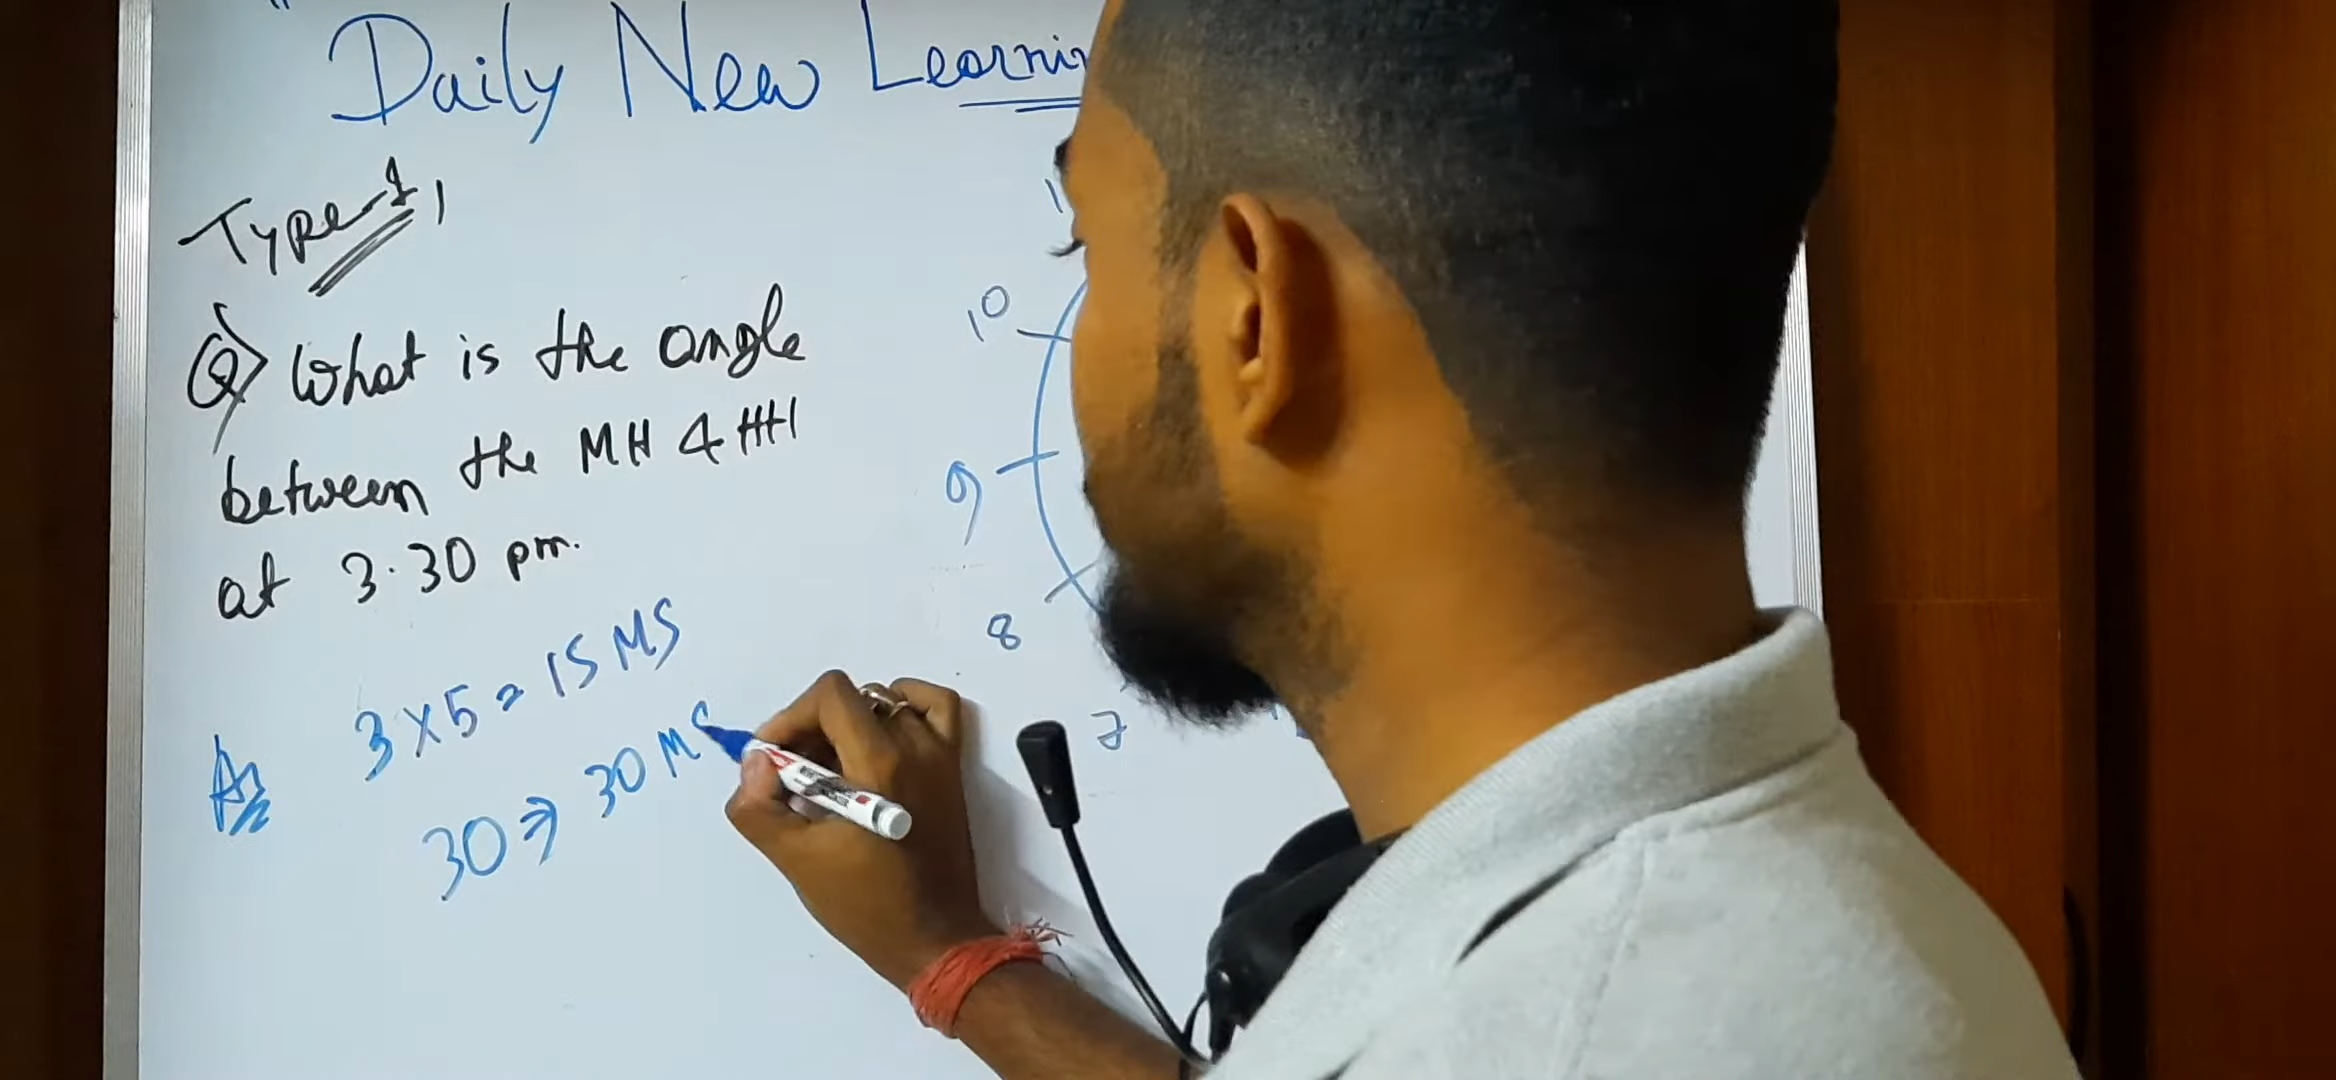 Daily New Learnin
Type-1,
Q> What is the angle
between the MH & HH
at 3.30 pm.
Ans
3 x 5 = 15 MS
30 => 30 MS
10
9
8
7